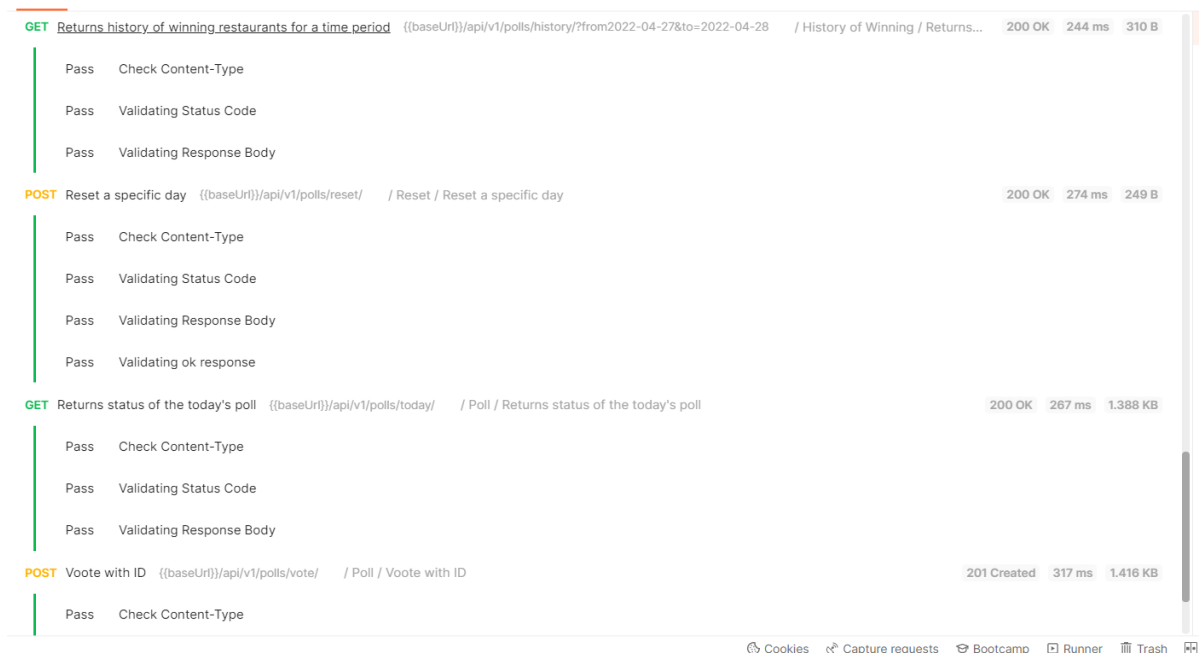 GET Returns history of winning restaurants for a time period {{baseUrl}}/api/v1/polls/history/?from2022-04-27&to=2022-04-28 / History of Winning / Returns... 200 OK 244 ms 310 B
Pass Check Content-Type
Pass Validating Status Code
Pass Validating Response Body
POST Reset a specific day {{baseUrl}}/api/v1/polls/reset/ / Reset / Reset a specific day 200 OK 274 ms 249 B
Pass Check Content-Type
Pass Validating Status Code
Pass Validating Response Body
Pass Validating ok response
GET Returns status of the today's poll {{baseUrl}}/api/v1/polls/today/ / Poll / Returns status of the today's poll 200 OK 267 ms 1.388 KB
Pass Check Content-Type
Pass Validating Status Code
Pass Validating Response Body
POST Voote with ID {{baseUrl}}/api/v1/polls/vote/ / Poll / Voote with ID 201 Created 317 ms 1.416 KB
Pass Check Content-Type
Cookies Capture requests Bootcamp Runner Trash